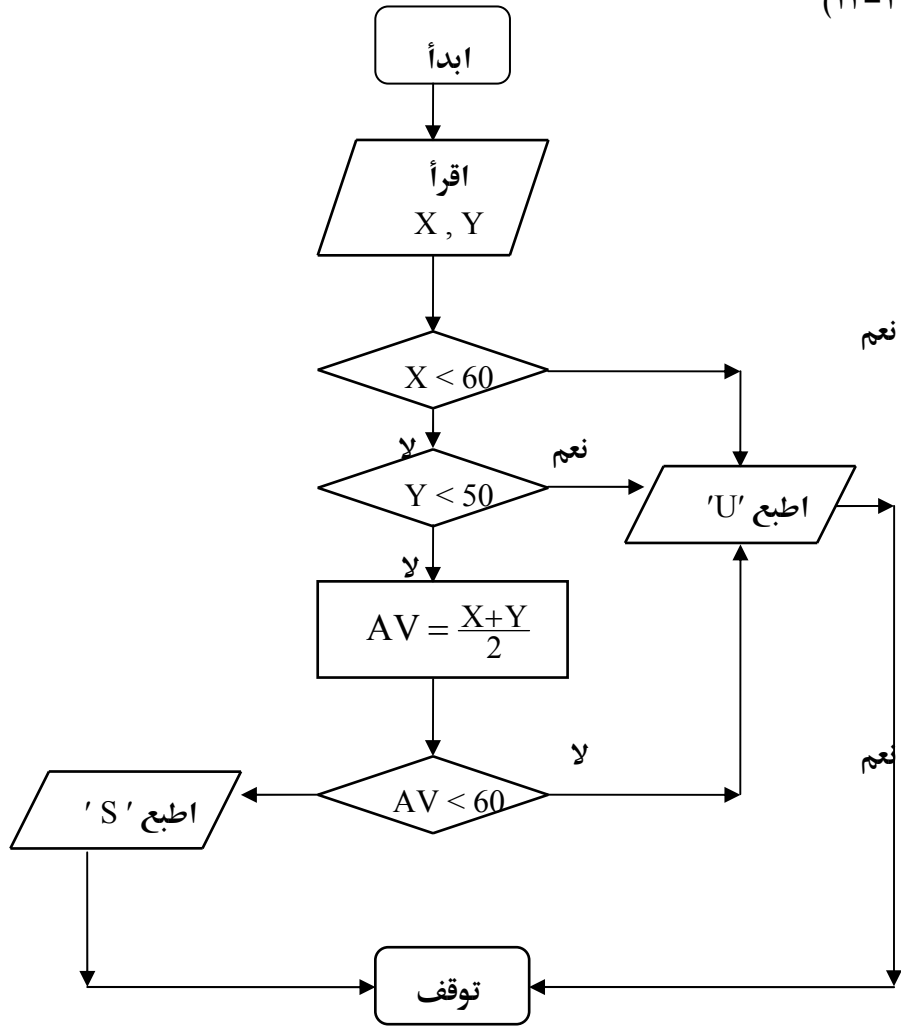 ابدأ
اقرأ
X , Y
نعم
X < 60
لا
نعم
Y < 50
اطبع 'U'
لا
AV = X+Y
2
لا
نعم
AV < 60
اطبع ' S '
توقف